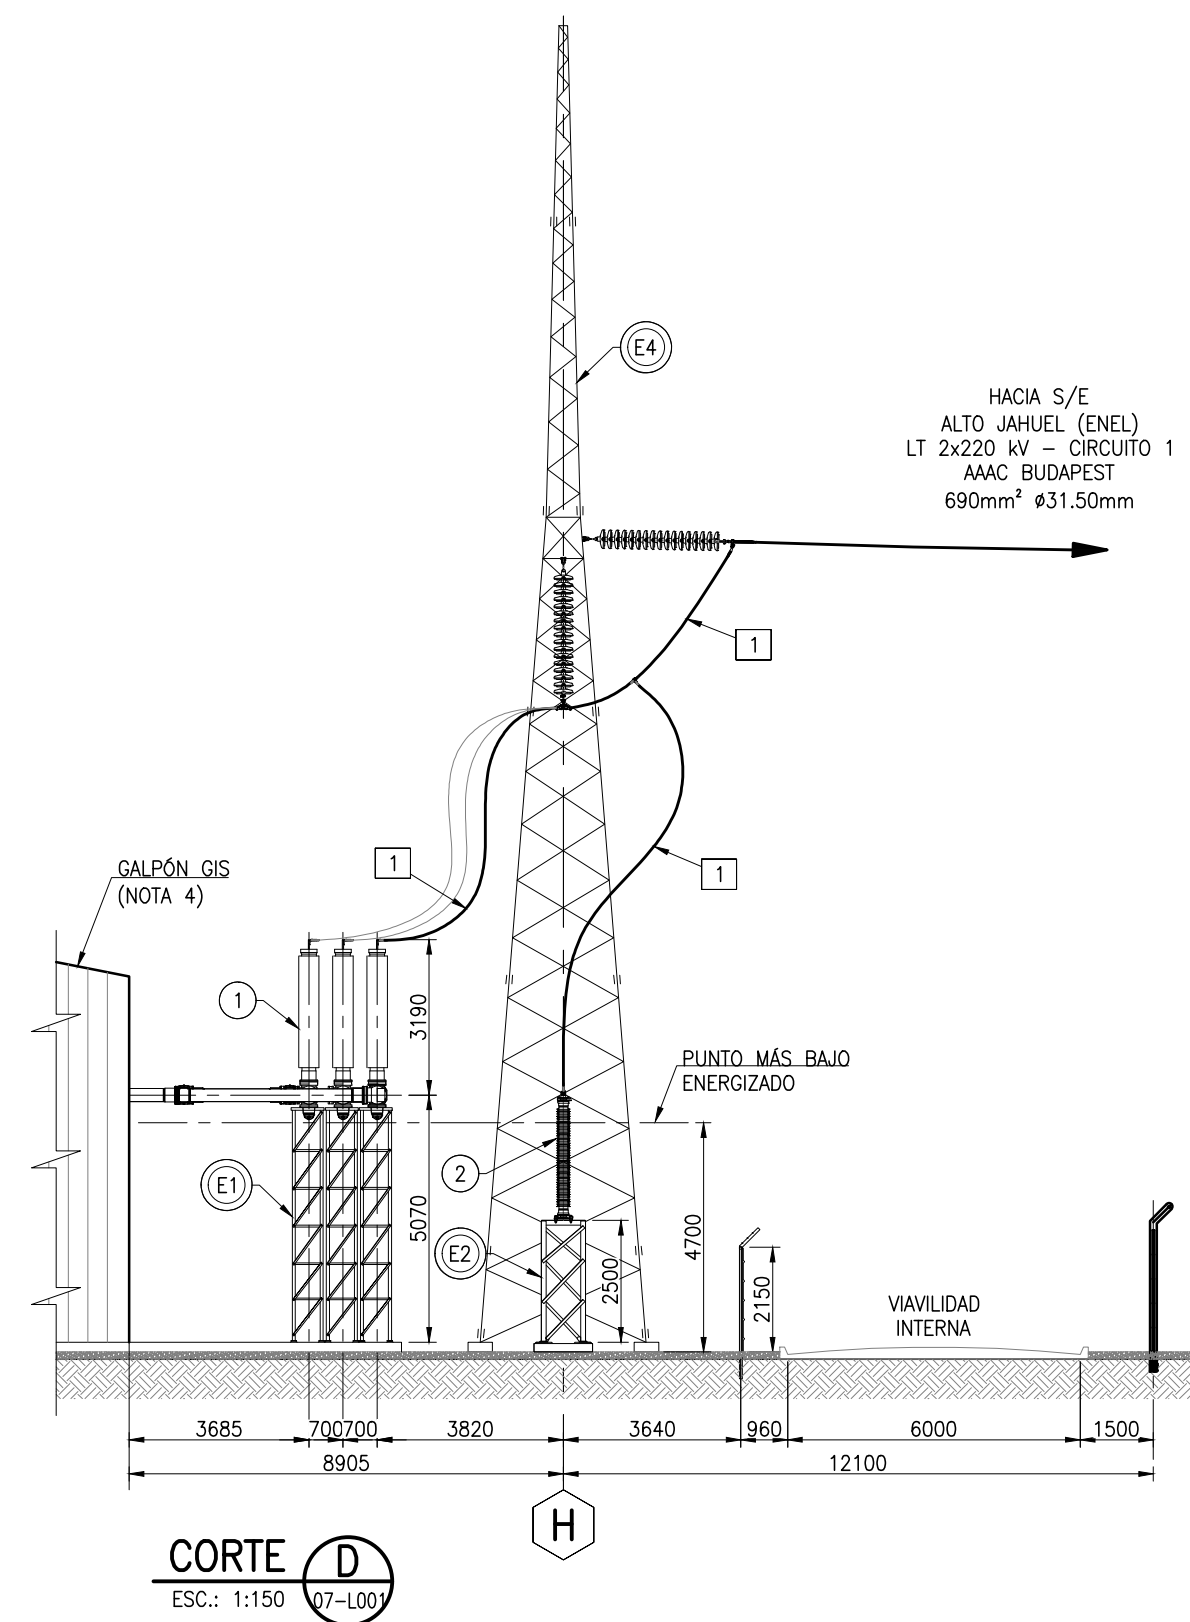 E4
HACIA S/E
ALTO JAHUEL (ENEL)
LT 2x220 kV – CIRCUITO 1
AAAC BUDAPEST
690mm² ø31.50mm
1
1
1
GALPÓN GIS
(NOTA 4)
1
3190
PUNTO MÁS BAJO
ENERGIZADO
2
E1
5070
E2
2500
4700
2150
VIAVILIDAD
INTERNA
3685
700
700
3820
3640
960
6000
1500
8905
12100
H
CORTE
D
ESC.: 1:150
07-L001